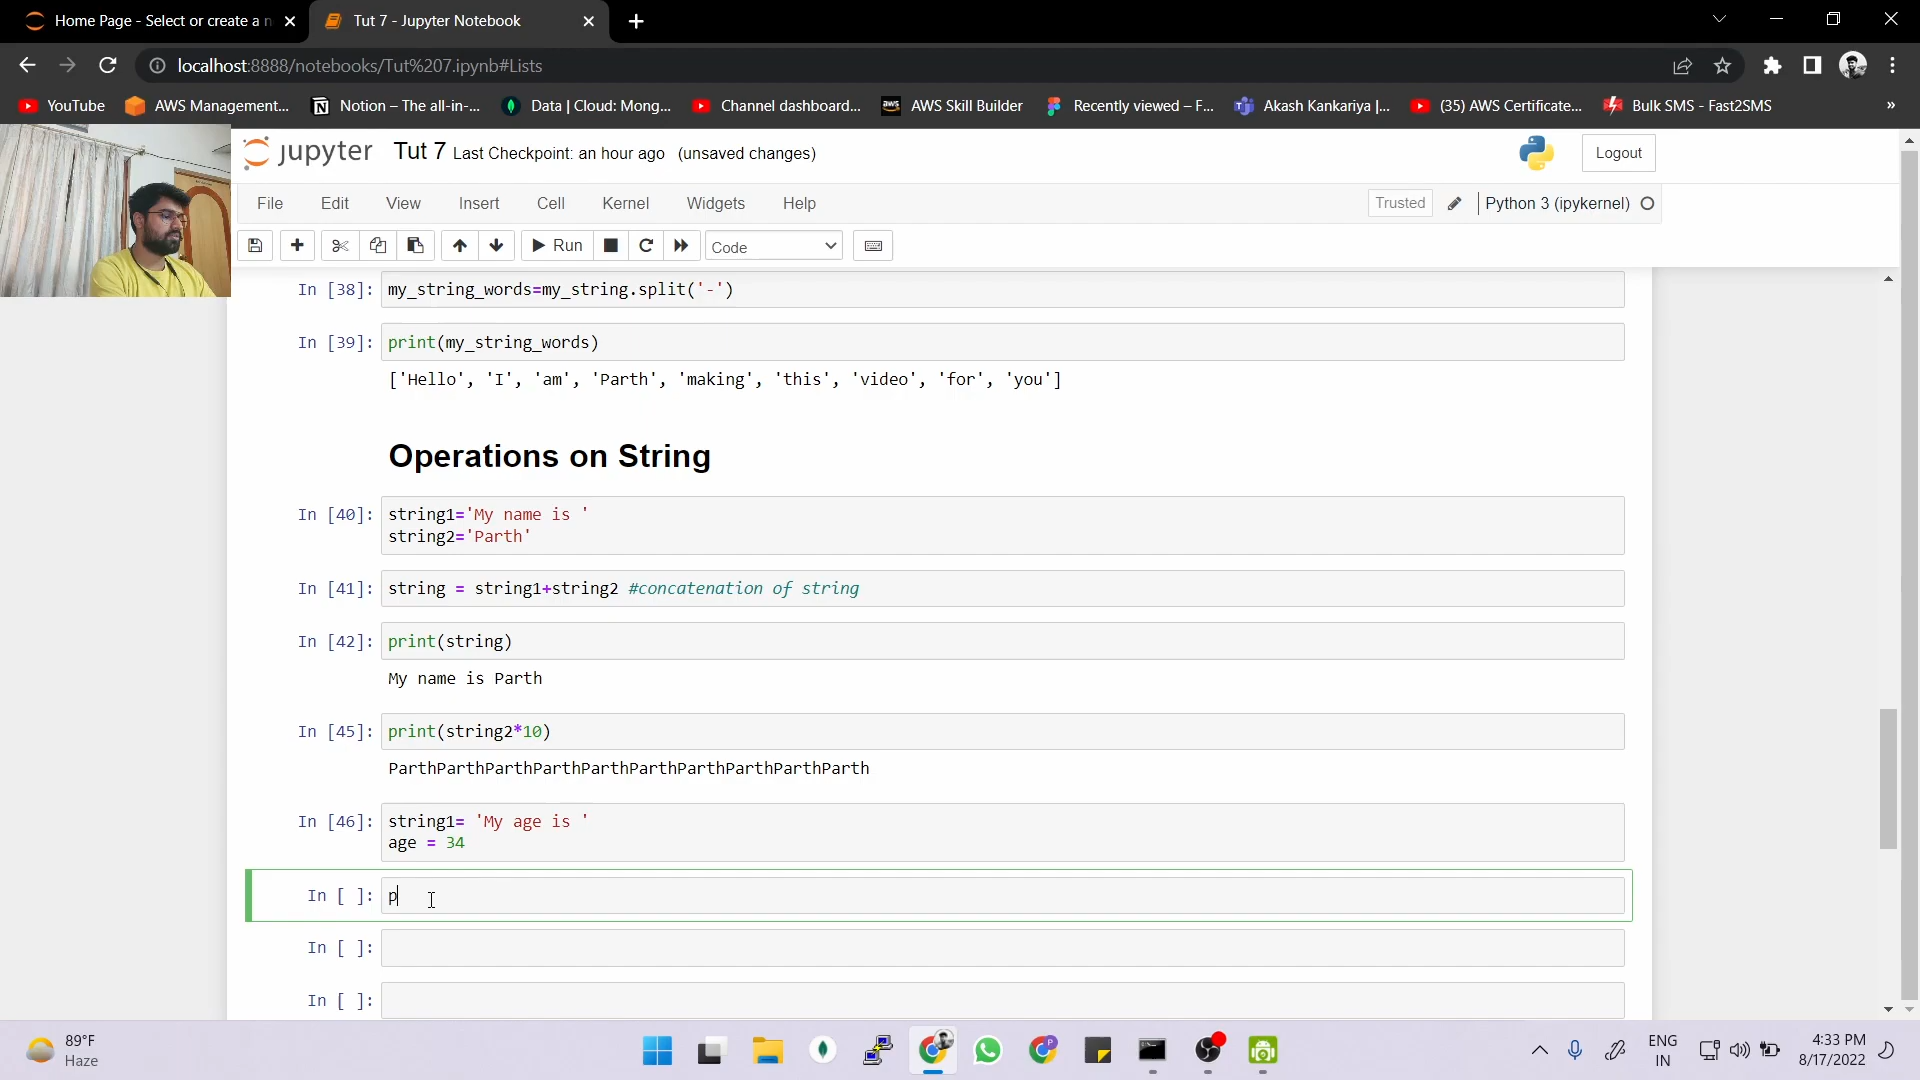 Home Page - Select or create a n
Tut 7 - Jupyter Notebook
localhost:8888/notebooks/Tut%207.ipynb#Lists
YouTube
AWS Management...
Notion – The all-in-...
Data | Cloud: Mong...
Channel dashboard...
AWS Skill Builder
Recently viewed – F...
Akash Kankariya |...
(35) AWS Certificate...
Bulk SMS - Fast2SMS
»
jupyter Tut 7 Last Checkpoint: an hour ago (unsaved changes)
Logout
File Edit View Insert Cell Kernel Widgets Help
Trusted Python 3 (ipykernel)
Run Code
In [38]: my_string_words=my_string.split('-')
In [39]: print(my_string_words)
['Hello', 'I', 'am', 'Parth', 'making', 'this', 'video', 'for', 'you']
Operations on String
In [40]: string1='My name is '
string2='Parth'
In [41]: string = string1+string2 #concatenation of string
In [42]: print(string)
My name is Parth
In [45]: print(string2*10)
ParthParthParthParthParthParthParthParthParthParth
In [46]: string1= 'My age is '
age = 34
In [ ]: p
In [ ]:
In [ ]:
89°F
Haze
ENG
IN
4:33 PM
8/17/2022